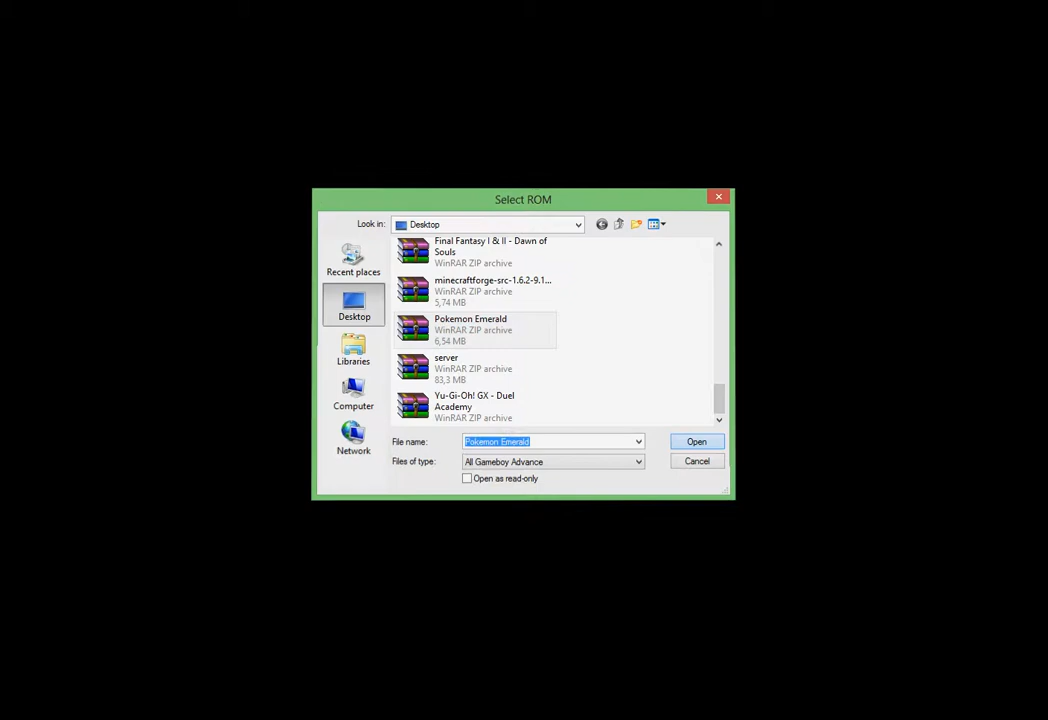 Select ROM
Look in:
Desktop
Recent places
Desktop
Libraries
Computer
Network
Final Fantasy I & II - Dawn of
Souls
WinRAR ZIP archive
minecraftforge-src-1.6.2-9.1...
WinRAR ZIP archive
5,74 MB
Pokemon Emerald
WinRAR ZIP archive
6,54 MB
server
WinRAR ZIP archive
83,3 MB
Yu-Gi-Oh! GX - Duel
Academy
WinRAR ZIP archive
File name:
Pokemon Emerald
Open
Files of type:
All Gameboy Advance
Cancel
Open as read-only